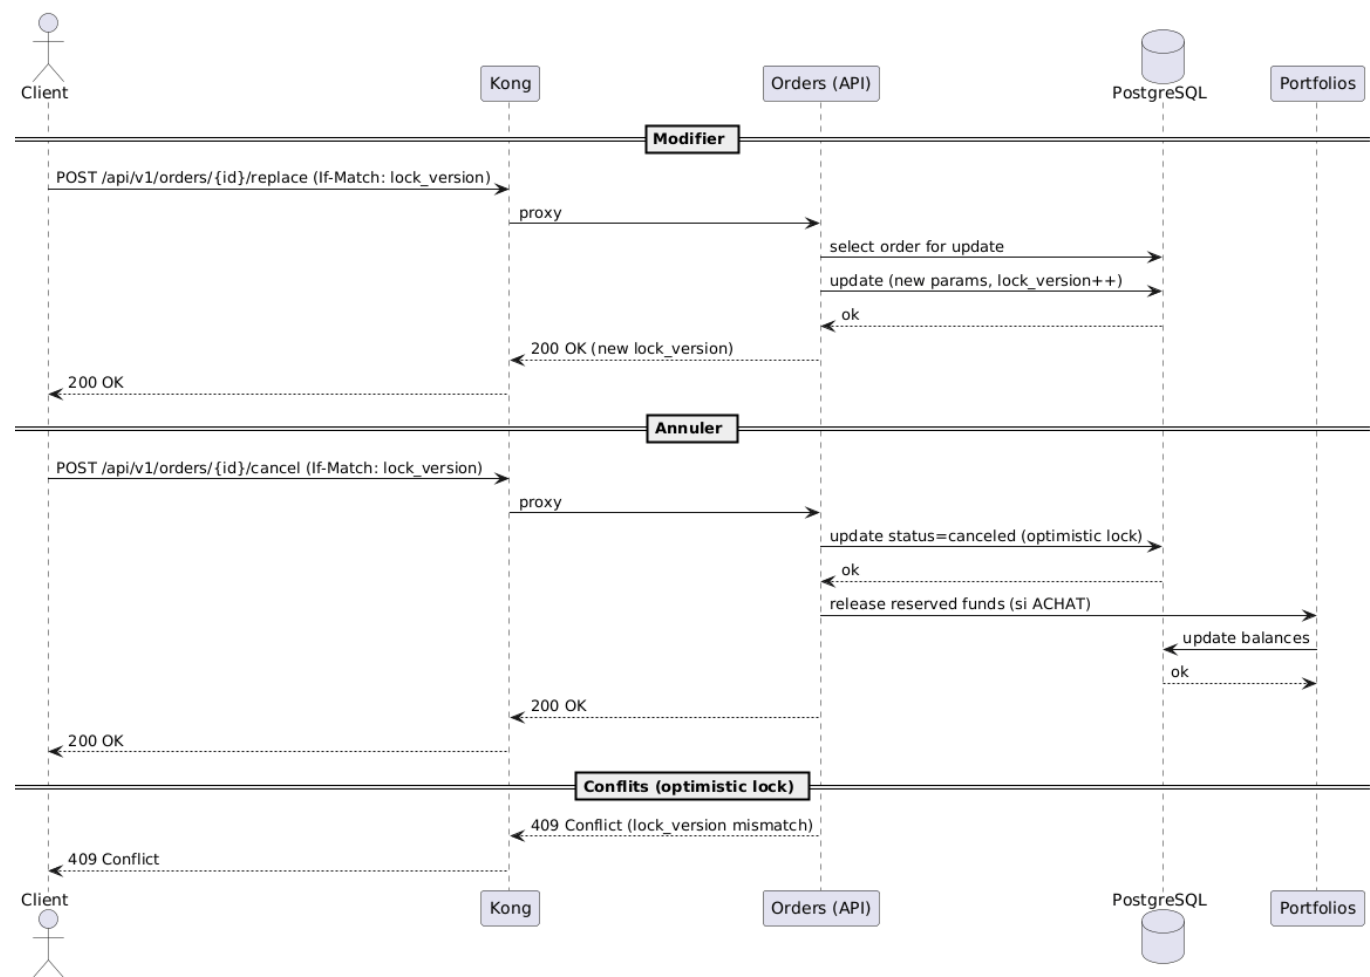 Client
Kong
Orders (API)
PostgreSQL
Portfolios
Modifier
POST /api/v1/orders/{id}/replace (If-Match: lock_version)
proxy
select order for update
update (new params, lock_version++)
ok
200 OK (new lock_version)
200 OK
Annuler
POST /api/v1/orders/{id}/cancel (If-Match: lock_version)
proxy
update status=canceled (optimistic lock)
ok
release reserved funds (si ACHAT)
update balances
ok
200 OK
200 OK
Conflits (optimistic lock)
409 Conflict (lock_version mismatch)
409 Conflict
Client
Kong
Orders (API)
PostgreSQL
Portfolios